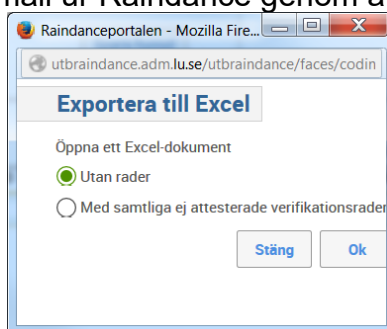 mall ur Raindance genom a
Raindanceportalen - Mozilla Fire...
utbraindance.adm.lu.se/utbraindance/faces/codin
Exportera till Excel
Öppna ett Excel-dokument
Utan rader
Med samtliga ej attesterade verifikationsrader
Stäng Ok